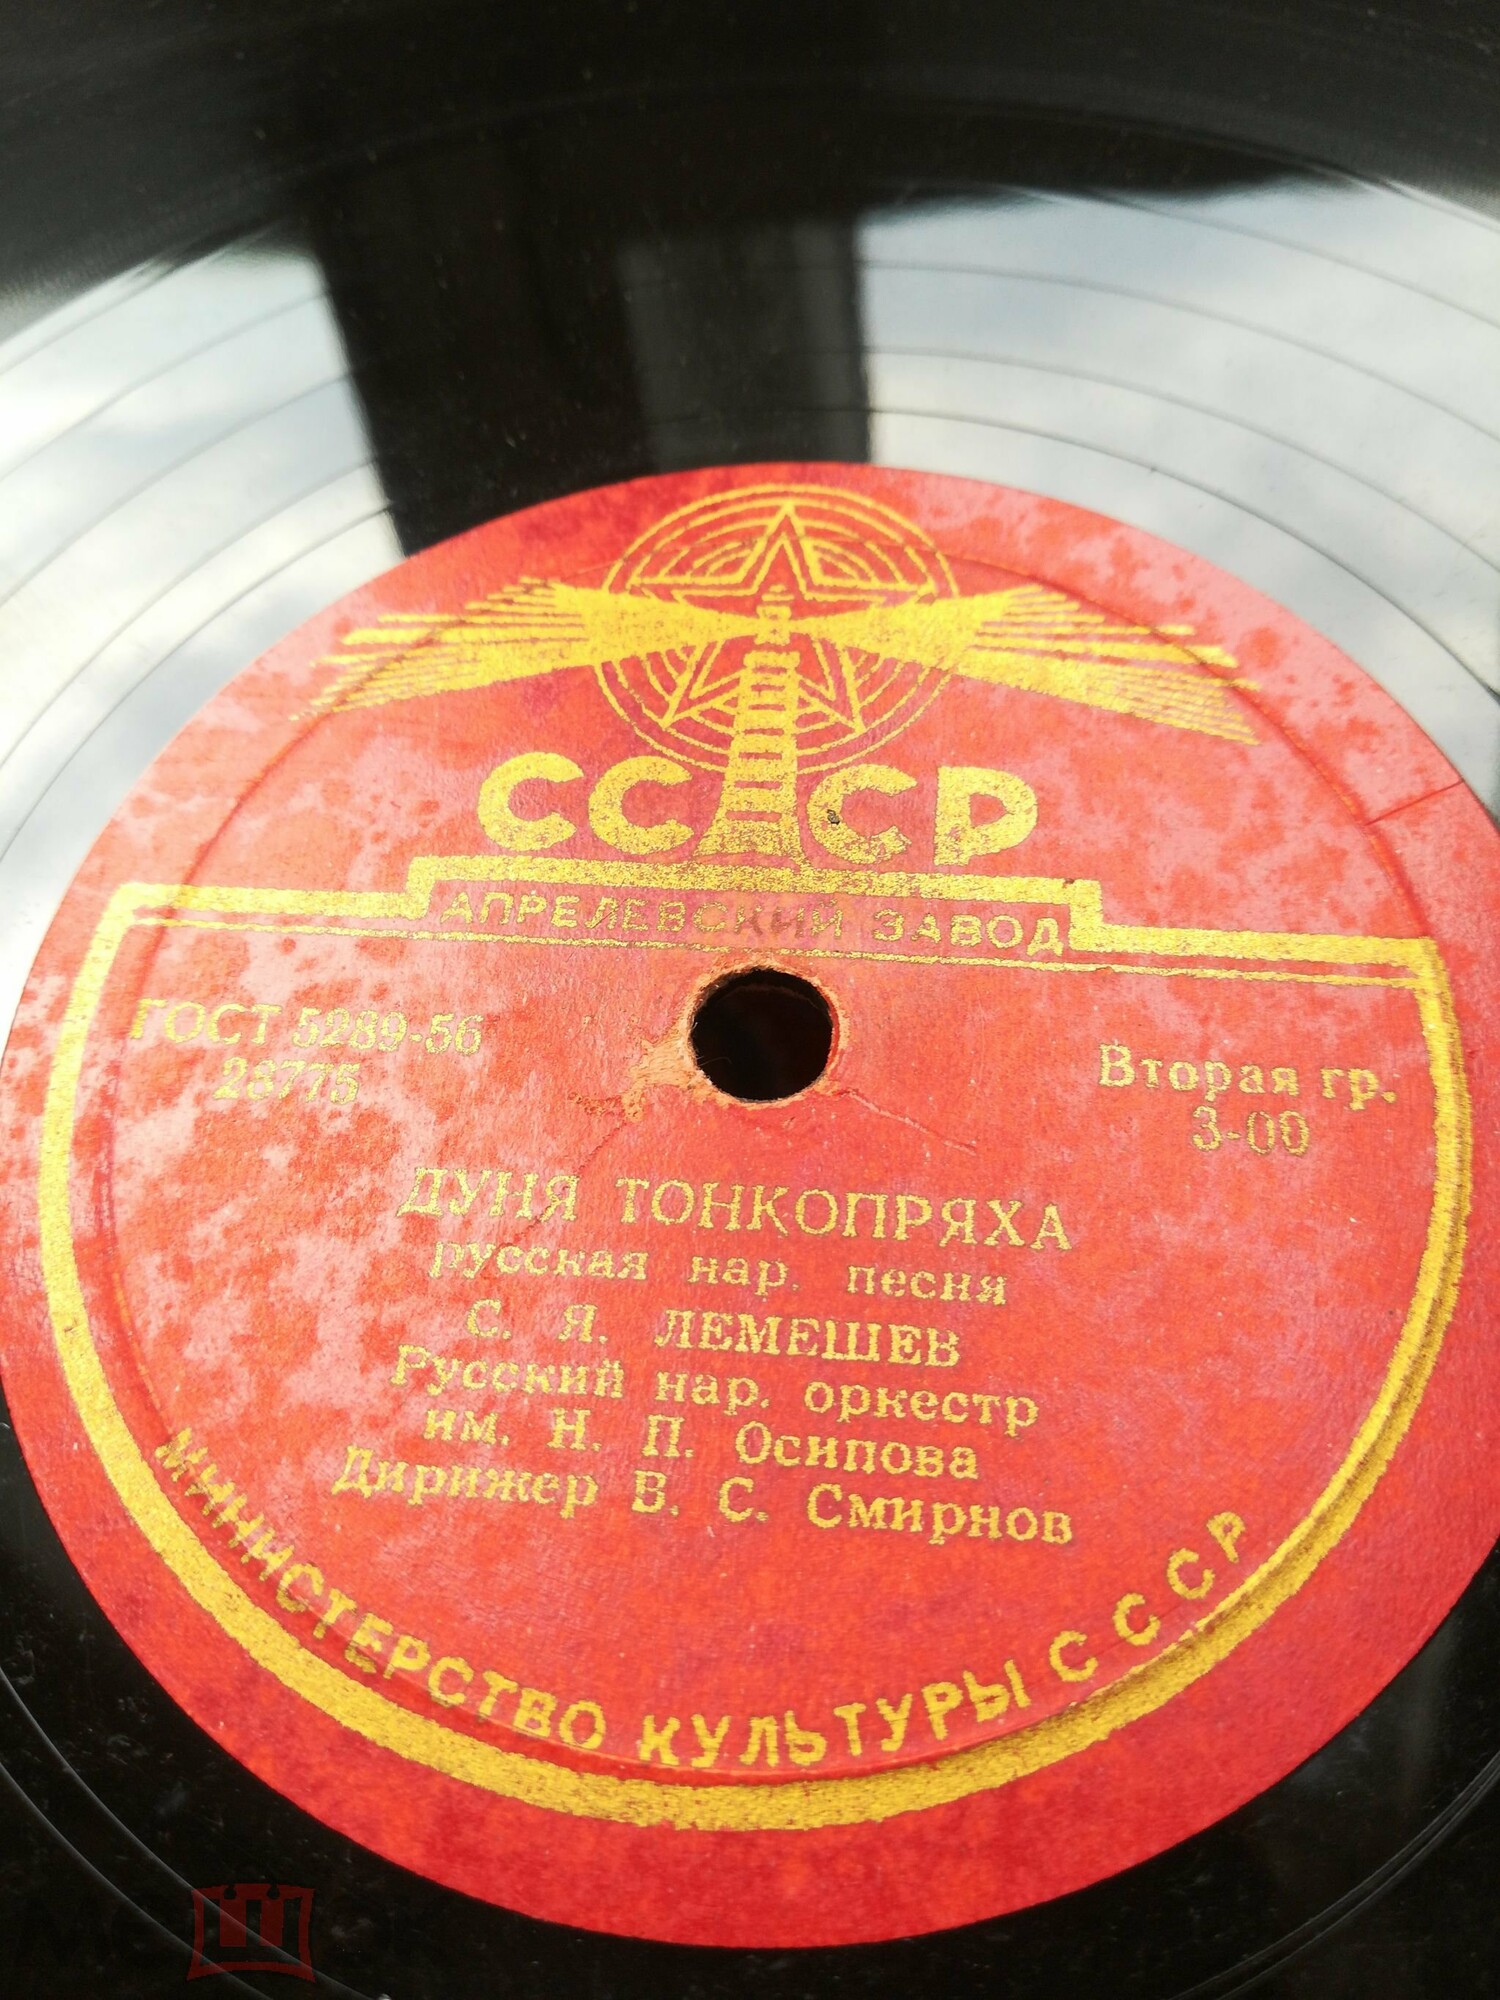 СССР
АПРЕЛЕВСКИЙ ЗАВОД
ГОСТ 5289-56
28775
Вторая гр.
3-00
ДУНЯ ТОНКОПРЯХА
русская нар. песня
С. Я. ЛЕМЕШЕВ
Русский нар. оркестр
им. Н. П. Осипова
Дирижер В. С. Смирнов
МИНИСТЕРСТВО КУЛЬТУРЫ СССР